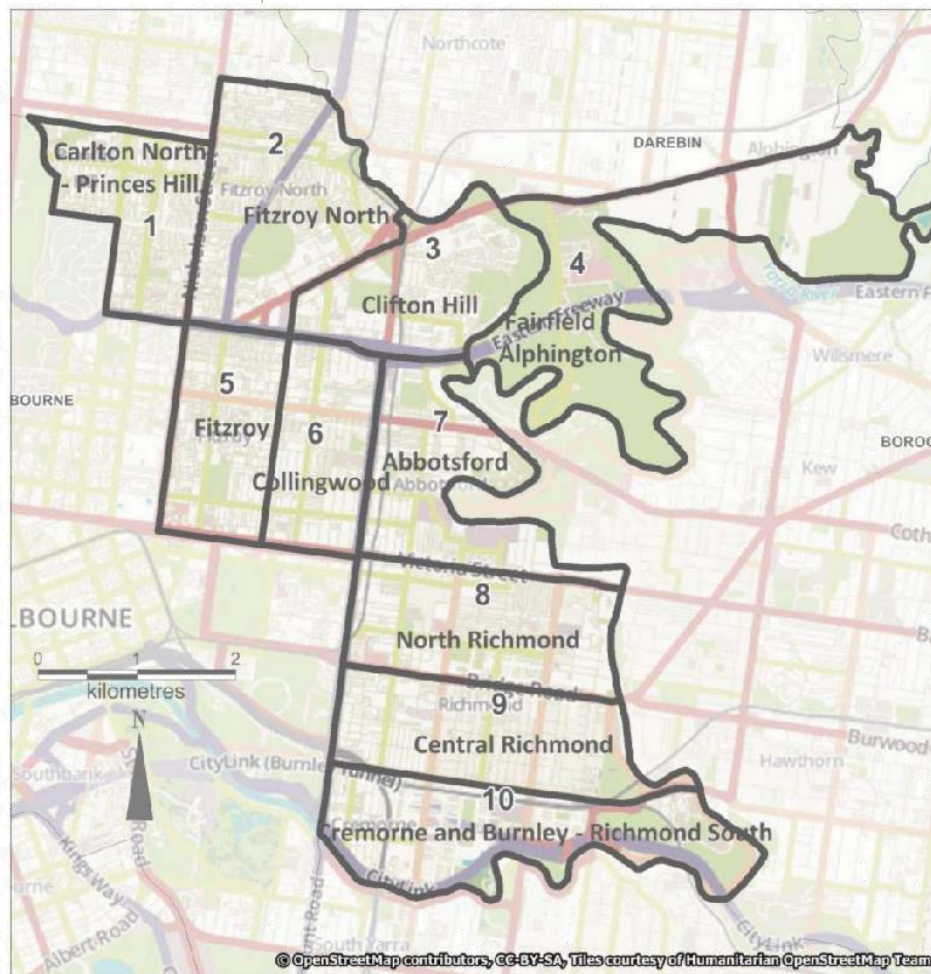 Northcote
DAREBIN
Alphington
Carlton North
- Princes Hill
1
2
Fitzroy North
Fitzroy North
3
Clifton Hill
4
Eastern Freeway
Fairfield
Alphington
Willsmere
BOURNE
5
Fitzroy
6
Collingwood
7
Abbotsford
Kew
Victoria Street
8
North Richmond
LBOURNE
0 1 2
kilometres
N
Bridge Road
Richmond
9
Central Richmond
Burwood
Hawthorn
Southbank
CityLink (Burnley Tunnel)
10
Cremorne
Cremorne and Burnley - Richmond South
CityLink
Kings Way
Albert Road
South Yarra
CityLink
© OpenStreetMap contributors, CC-BY-SA, Tiles courtesy of Humanitarian OpenStreetMap Team